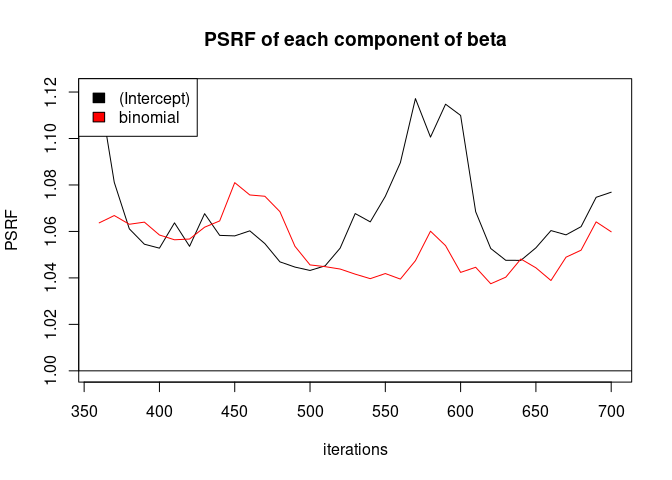 PSRF of each component of beta
(Intercept)
binomial
PSRF
1.12
1.10
1.08
1.06
1.04
1.02
1.00
350 400 450 500 550 600 650 700
iterations